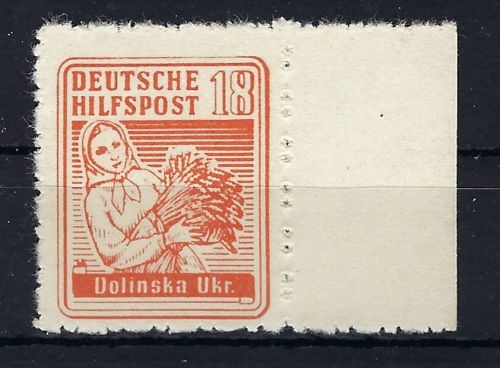 DEUTSCHE
HILFSPOST 18
Dolinska Ukr.